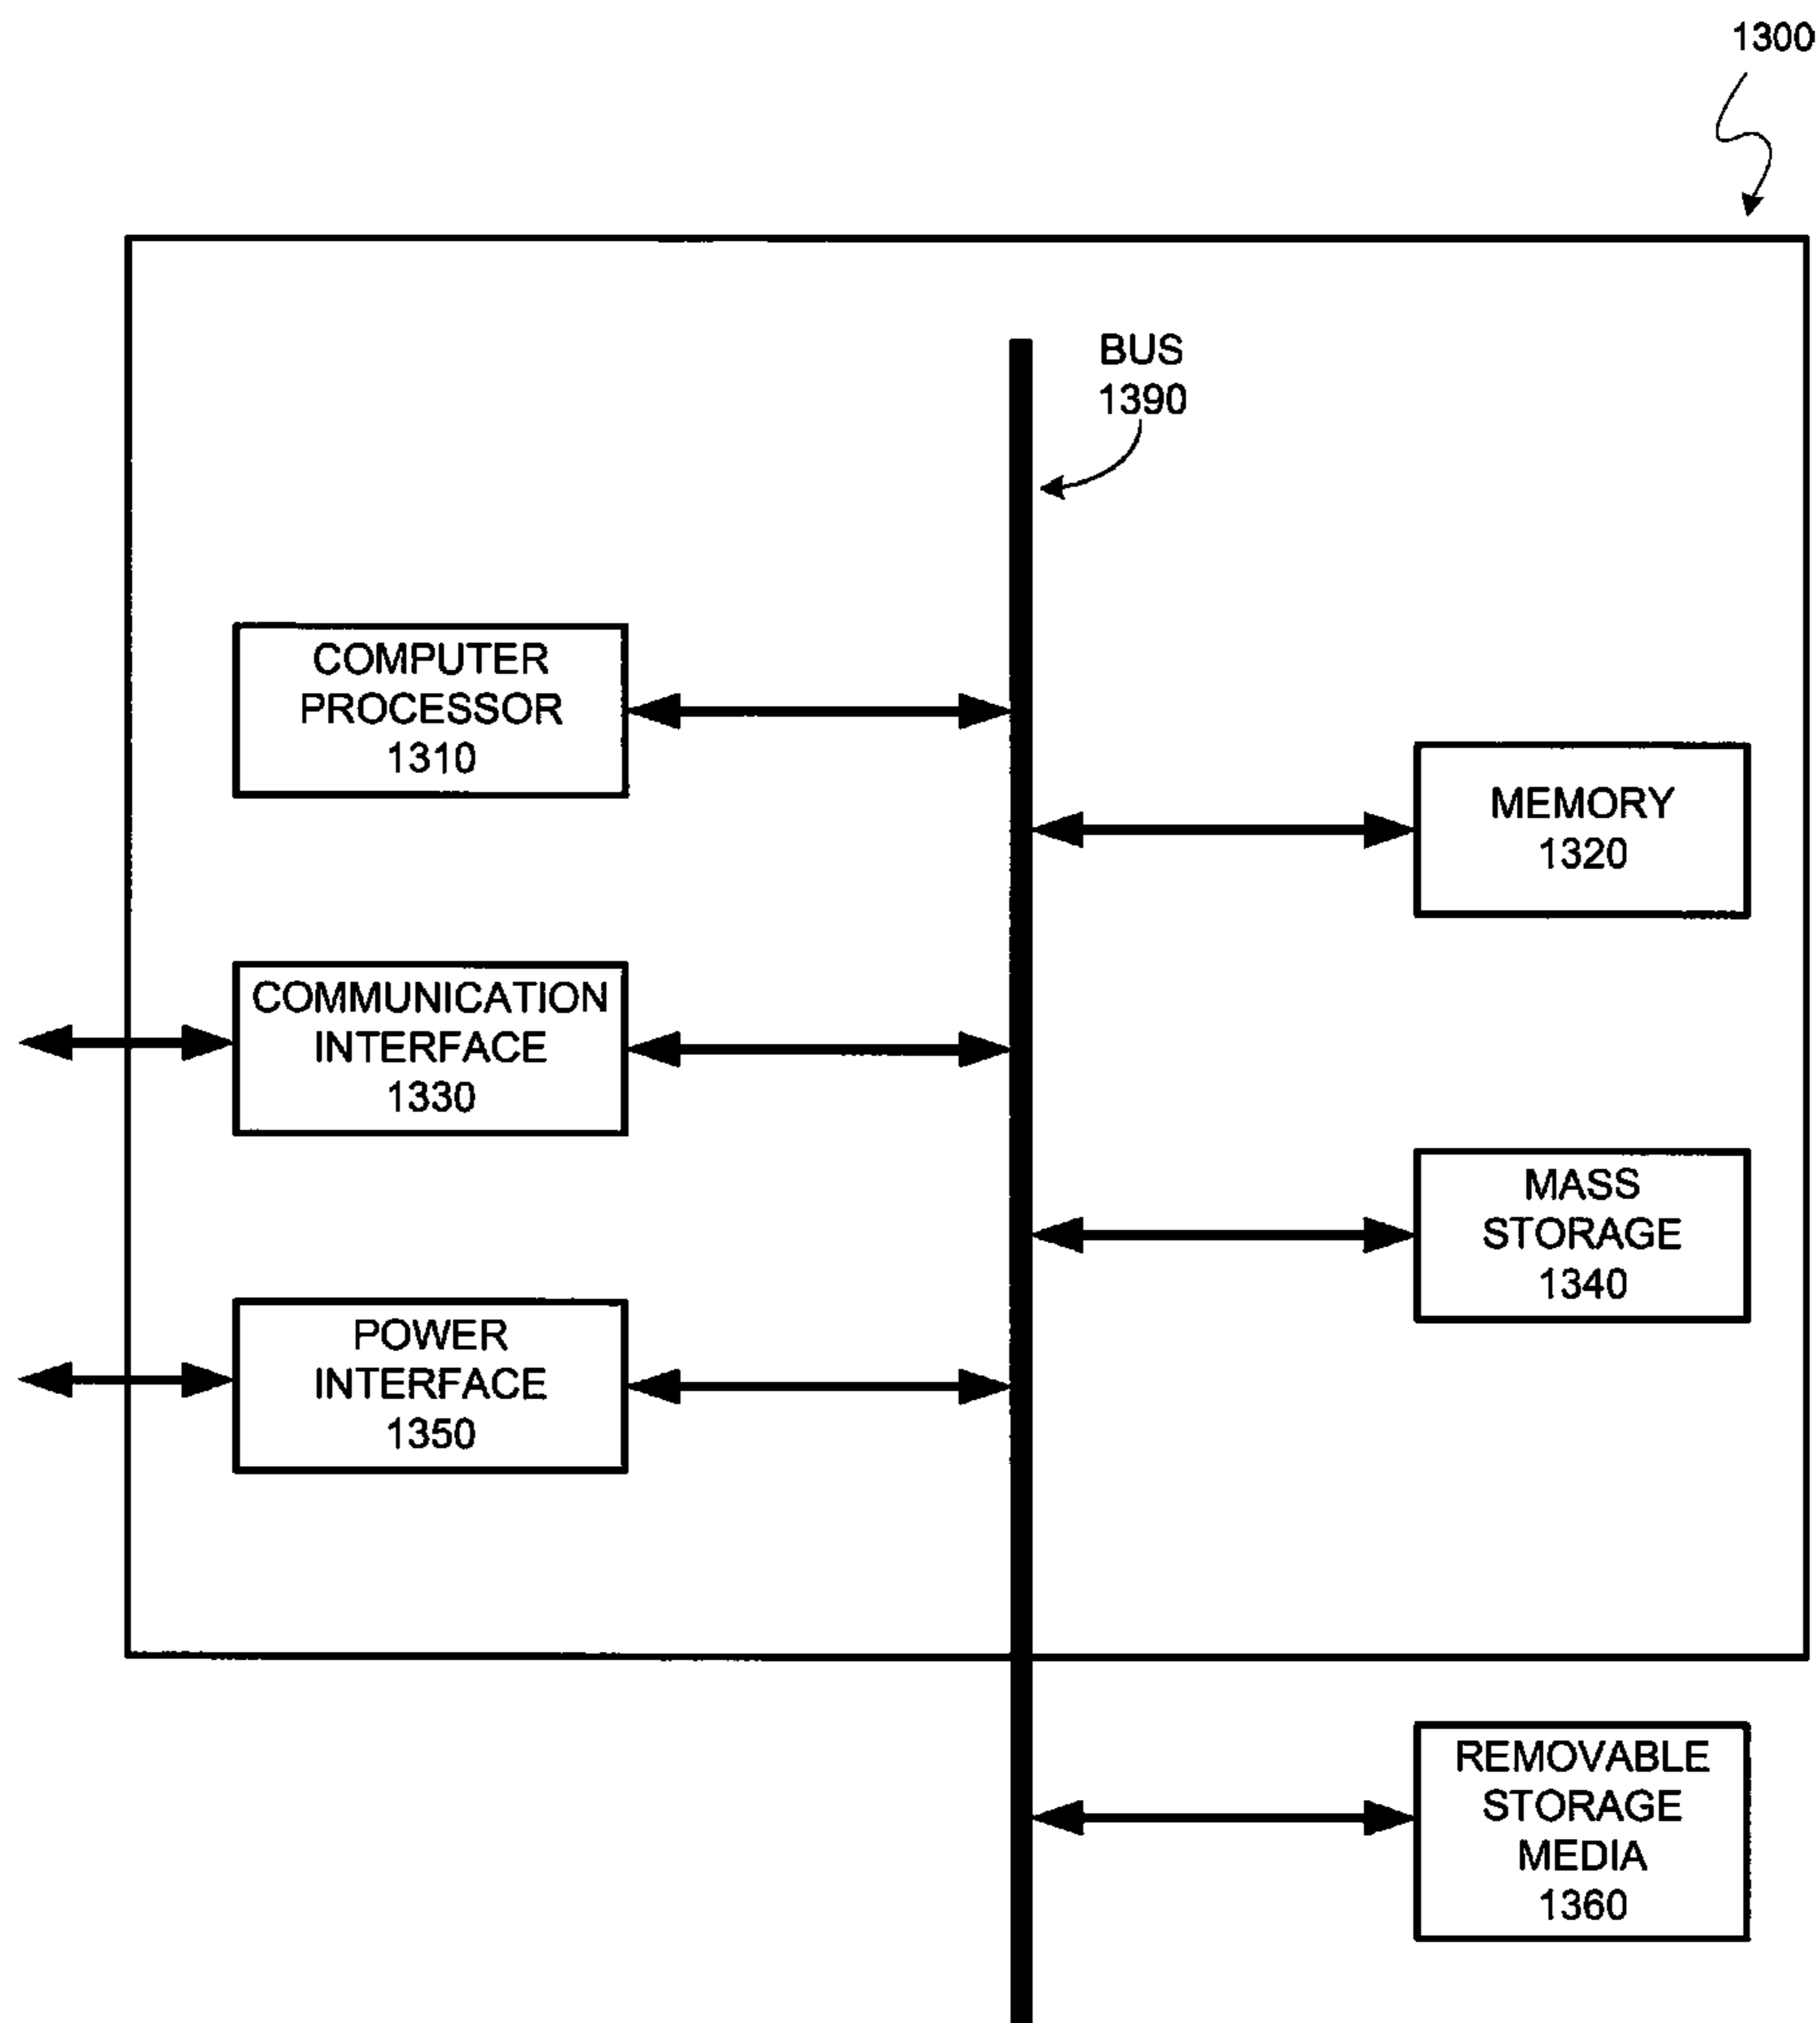 1300
BUS
1390
COMPUTER
PROCESSOR
1310
MEMORY
1320
COMMUNICATION
INTERFACE
1330
MASS
STORAGE
1340
POWER
INTERFACE
1350
REMOVABLE
STORAGE
MEDIA
1360